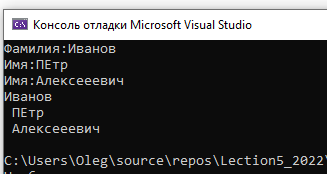 Консоль отладки Microsoft Visual Studio
Фамилия:Иванов
Имя:ПЕтр
Имя:Алексееевич
Иванов
ПЕтр
Алексееевич
C:\Users\Oleg\source\repos\Lection5_2022\